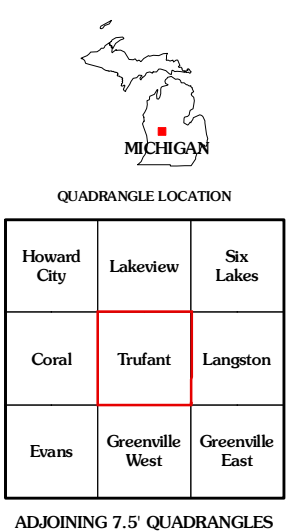 MICHIGAN
QUADRANGLE LOCATION
Howard
City
Lakeview
Six
Lakes
Coral
Trufant
Langston
Evans
Greenville
West
Greenville
East
ADJOINING 7.5' QUADRANGLES